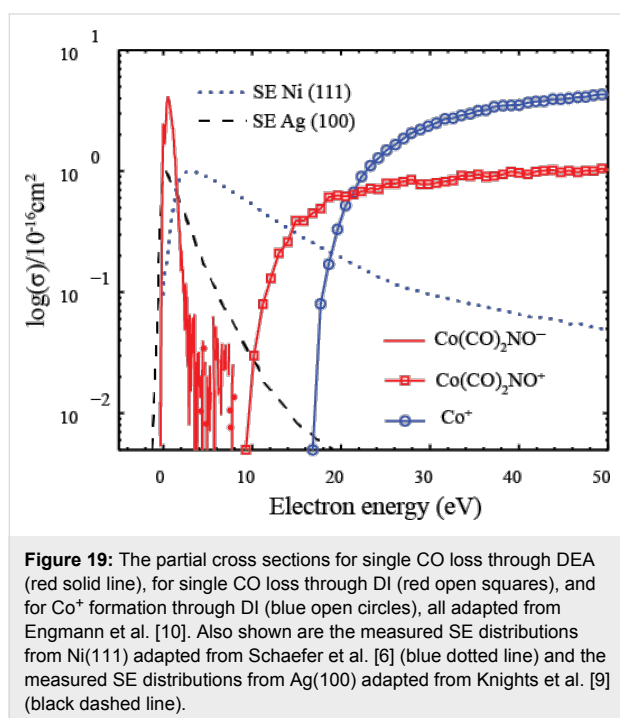 10 1
SE Ni (111)
SE Ag (100)
10 0
10 −1
10 −2
log(σ)/10-16cm2
Co(CO)2NO−
Co(CO)2NO+
Co+
0 10 20 30 40 50
Electron energy (eV)
Figure 19: The partial cross sections for single CO loss through DEA
(red solid line), for single CO loss through DI (red open squares), and
for Co+ formation through DI (blue open circles), all adapted from
Engmann et al. [10]. Also shown are the measured SE distributions
from Ni(111) adapted from Schaefer et al. [6] (blue dotted line) and the
measured SE distributions from Ag(100) adapted from Knights et al. [9]
(black dashed line).